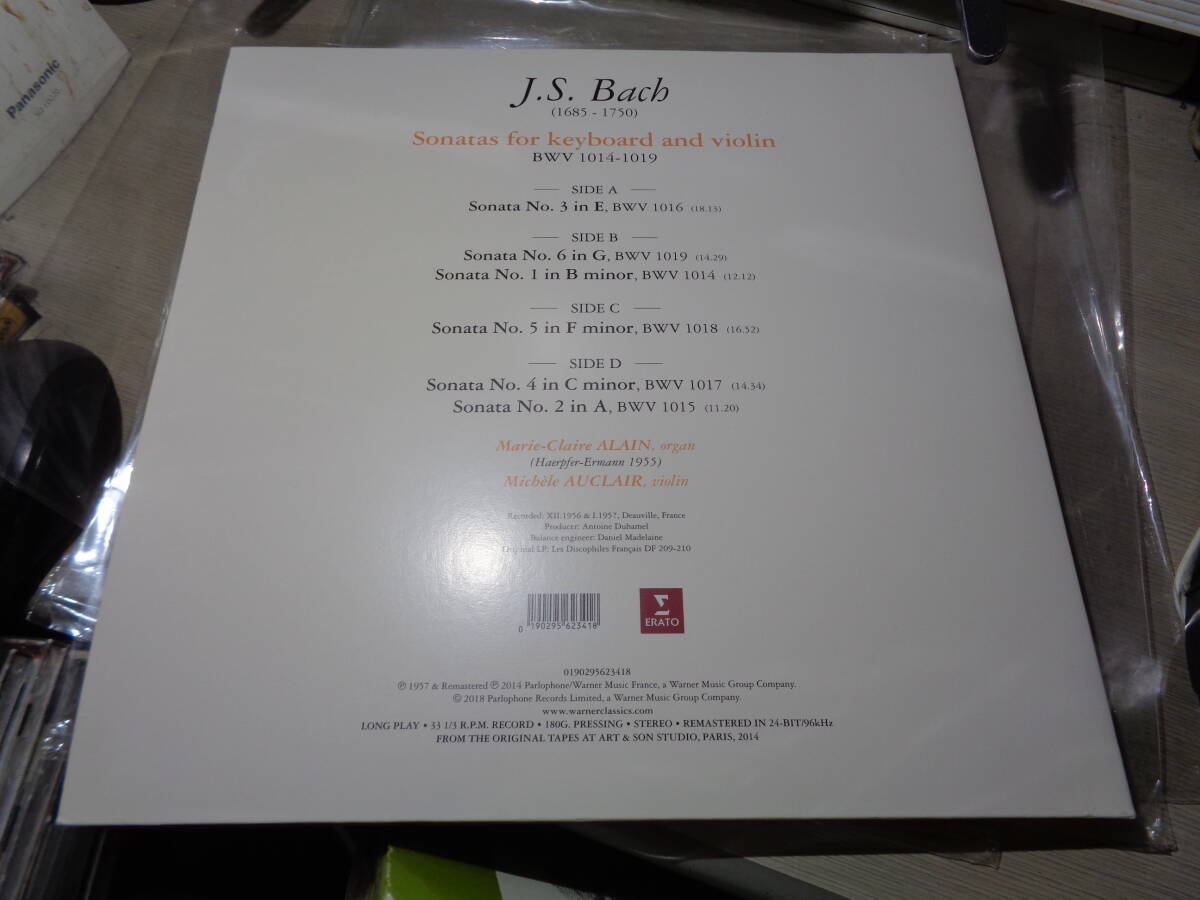 Panasonic
J.S. Bach
(1685 - 1750)
Sonatas for keyboard and violin
BWV 1014-1019
SIDE A
Sonata No. 3 in E, BWV 1016 (18.13)
SIDE B
Sonata No. 6 in G, BWV 1019 (14.29)
Sonata No. 1 in B minor, BWV 1014 (12.12)
SIDE C
Sonata No. 5 in F minor, BWV 1018 (16.52)
SIDE D
Sonata No. 4 in C minor, BWV 1017 (14.34)
Sonata No. 2 in A, BWV 1015 (11.20)
Marie-Claire ALAIN, organ
(Haerpfer-Ermann 1955)
Michèle AUCLAIR, violin
Recorded: XII.1956 & I.1957, Deauville, France
Producer: Antoine Duhamel
Balance engineer: Daniel Madelaine
Original LP: Les Discophiles Français DF 209-210
0 190295 623418
ERATO
0190295623418
℗ 1957 & Remastered ℗ 2014 Parlophone/Warner Music France, a Warner Music Group Company.
© 2018 Parlophone Records Limited, a Warner Music Group Company.
www.warnerclassics.com
LONG PLAY • 33 1/3 R.P.M. RECORD • 180G. PRESSING • STEREO • REMASTERED IN 24-BIT/96kHz
FROM THE ORIGINAL TAPES AT ART & SON STUDIO, PARIS, 2014